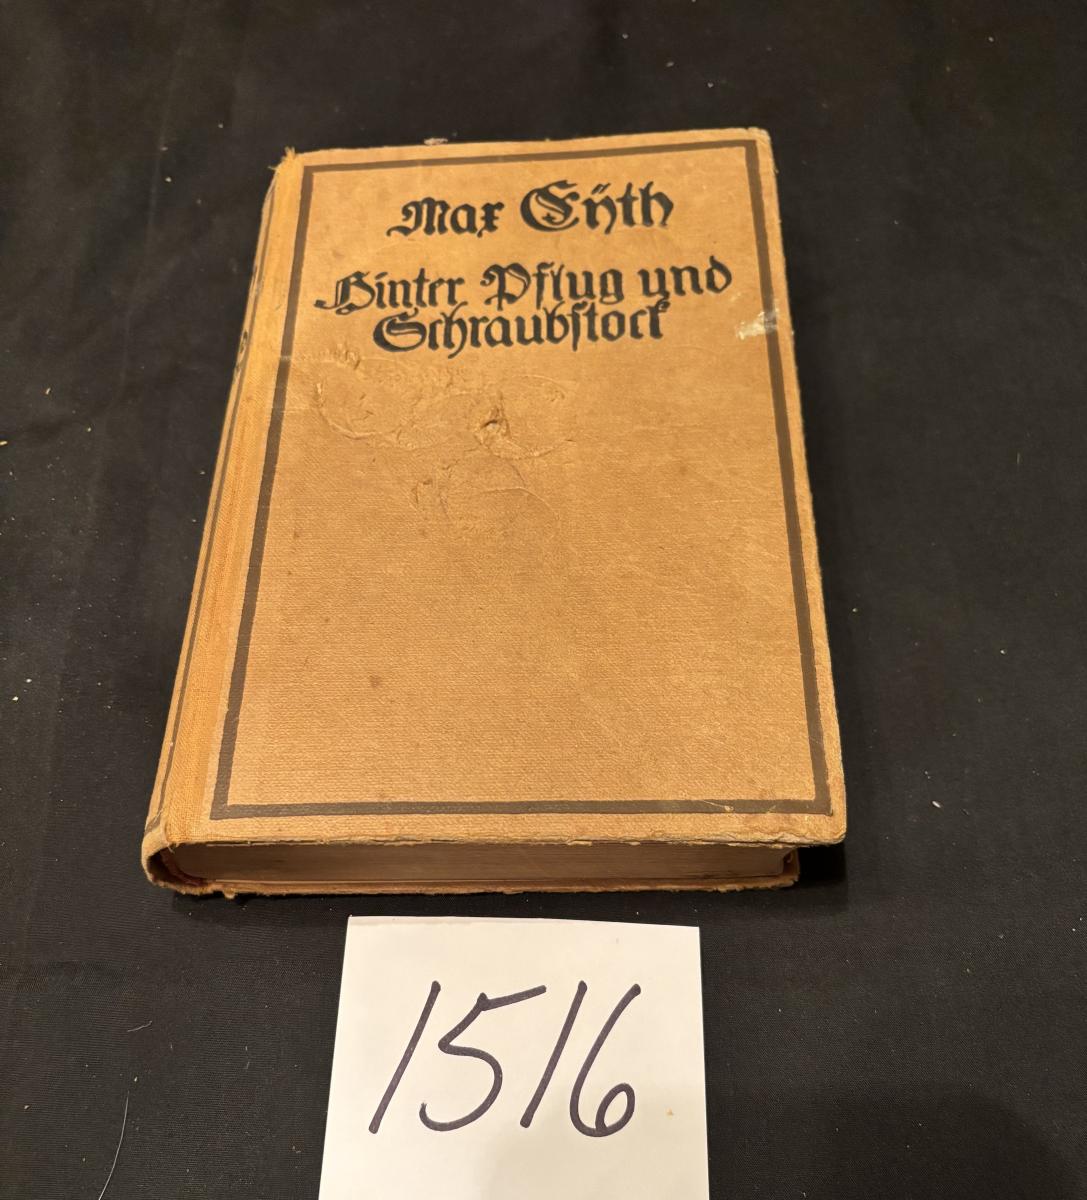 Max Eyth
Hinter Pflug und
Schraubstock
1516